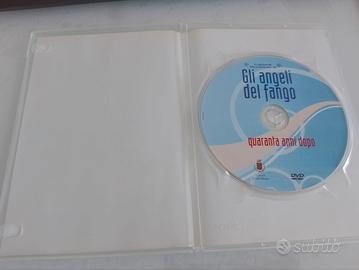 Gli angeli
del fango
quaranta anni dopo
DVD
subito